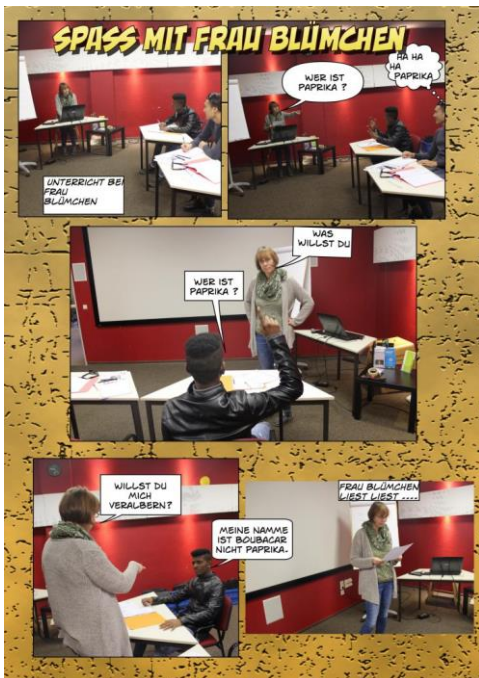 SPASS MIT FRAU BLÜMCHEN
UNTERRICHT BEI
FRAU
BLÜMCHEN
WER IST
PAPRIKA ?
HA HA
HA
PAPRIKA
WAS
WILLST DU
WER IST
PAPRIKA ?
WILLST DU
MICH
VERALBERN?
MEINE NAMME
IST BOUBACAR
NICHT PAPRIKA.
FRAU BLÜMCHEN
LIEST LIEST ....